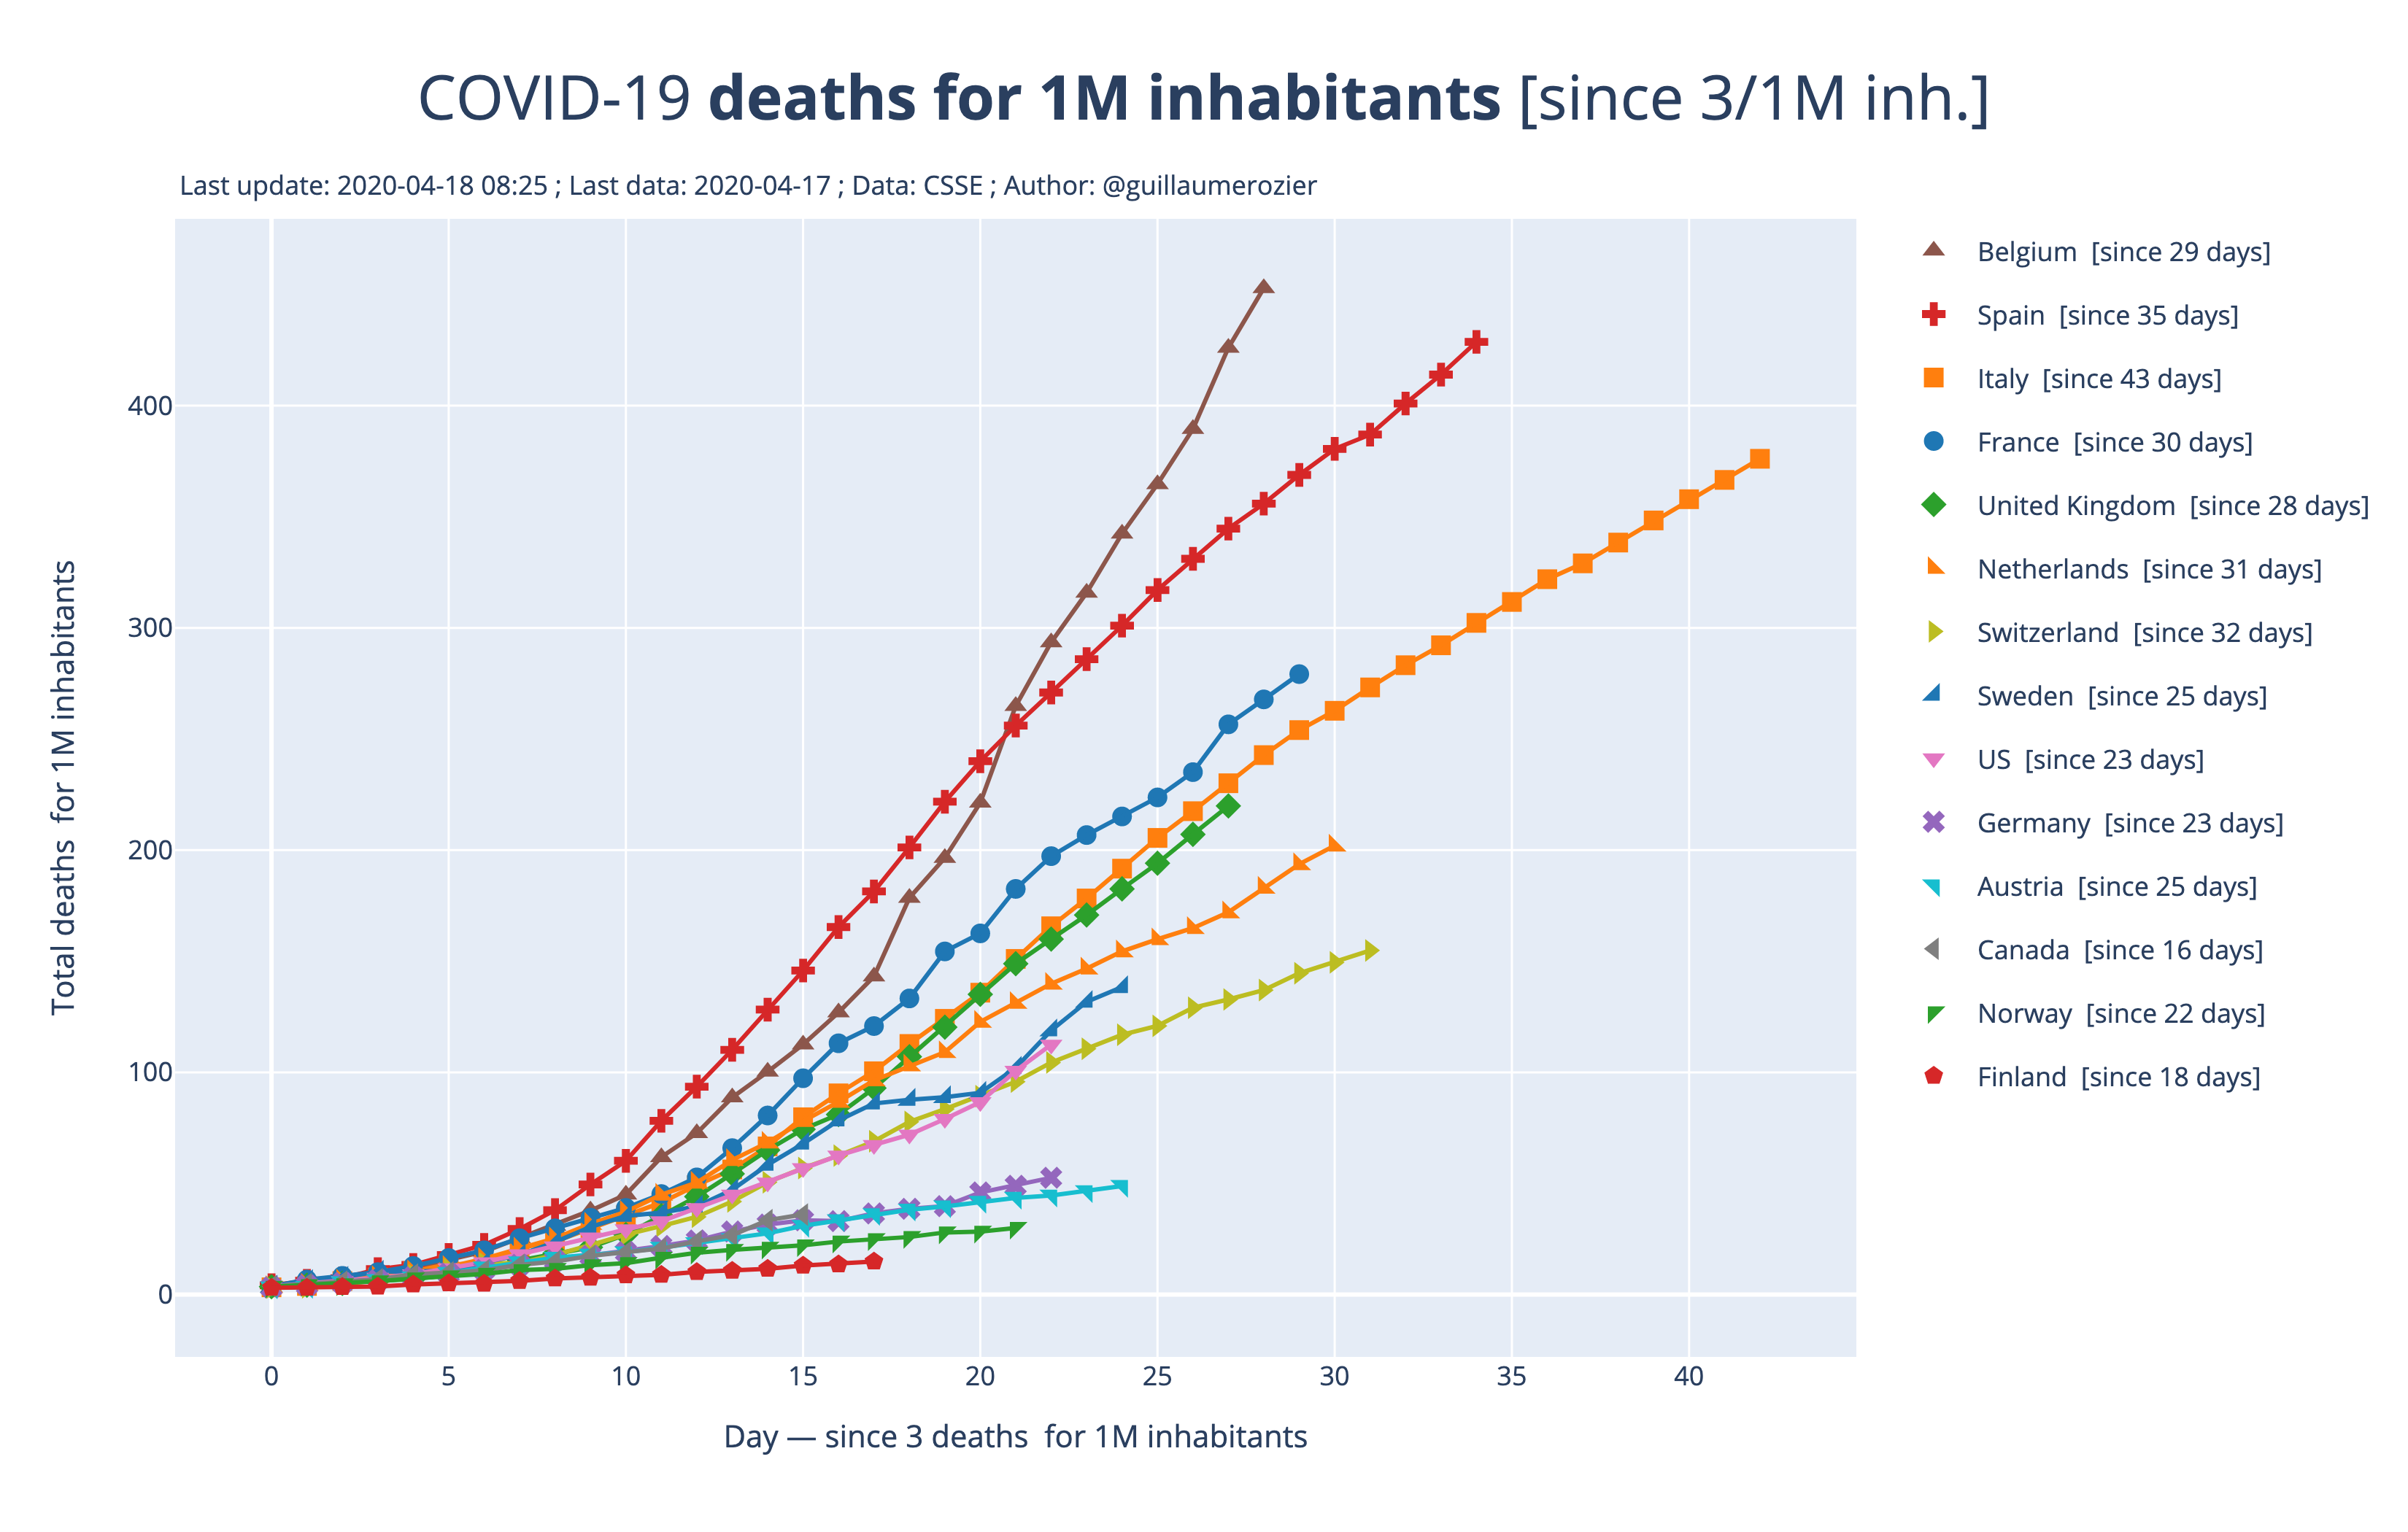 COVID-19 deaths for 1M inhabitants [since 3/1M inh.]
Last update: 2020-04-18 08:25 ; Last data: 2020-04-17 ; Data: CSSE ; Author: @guillaumerozier
Total deaths for 1M inhabitants
400
300
200
100
0
0 5 10 15 20 25 30 35 40
Day — since 3 deaths for 1M inhabitants
Belgium [since 29 days]
Spain [since 35 days]
Italy [since 43 days]
France [since 30 days]
United Kingdom [since 28 days]
Netherlands [since 31 days]
Switzerland [since 32 days]
Sweden [since 25 days]
US [since 23 days]
Germany [since 23 days]
Austria [since 25 days]
Canada [since 16 days]
Norway [since 22 days]
Finland [since 18 days]